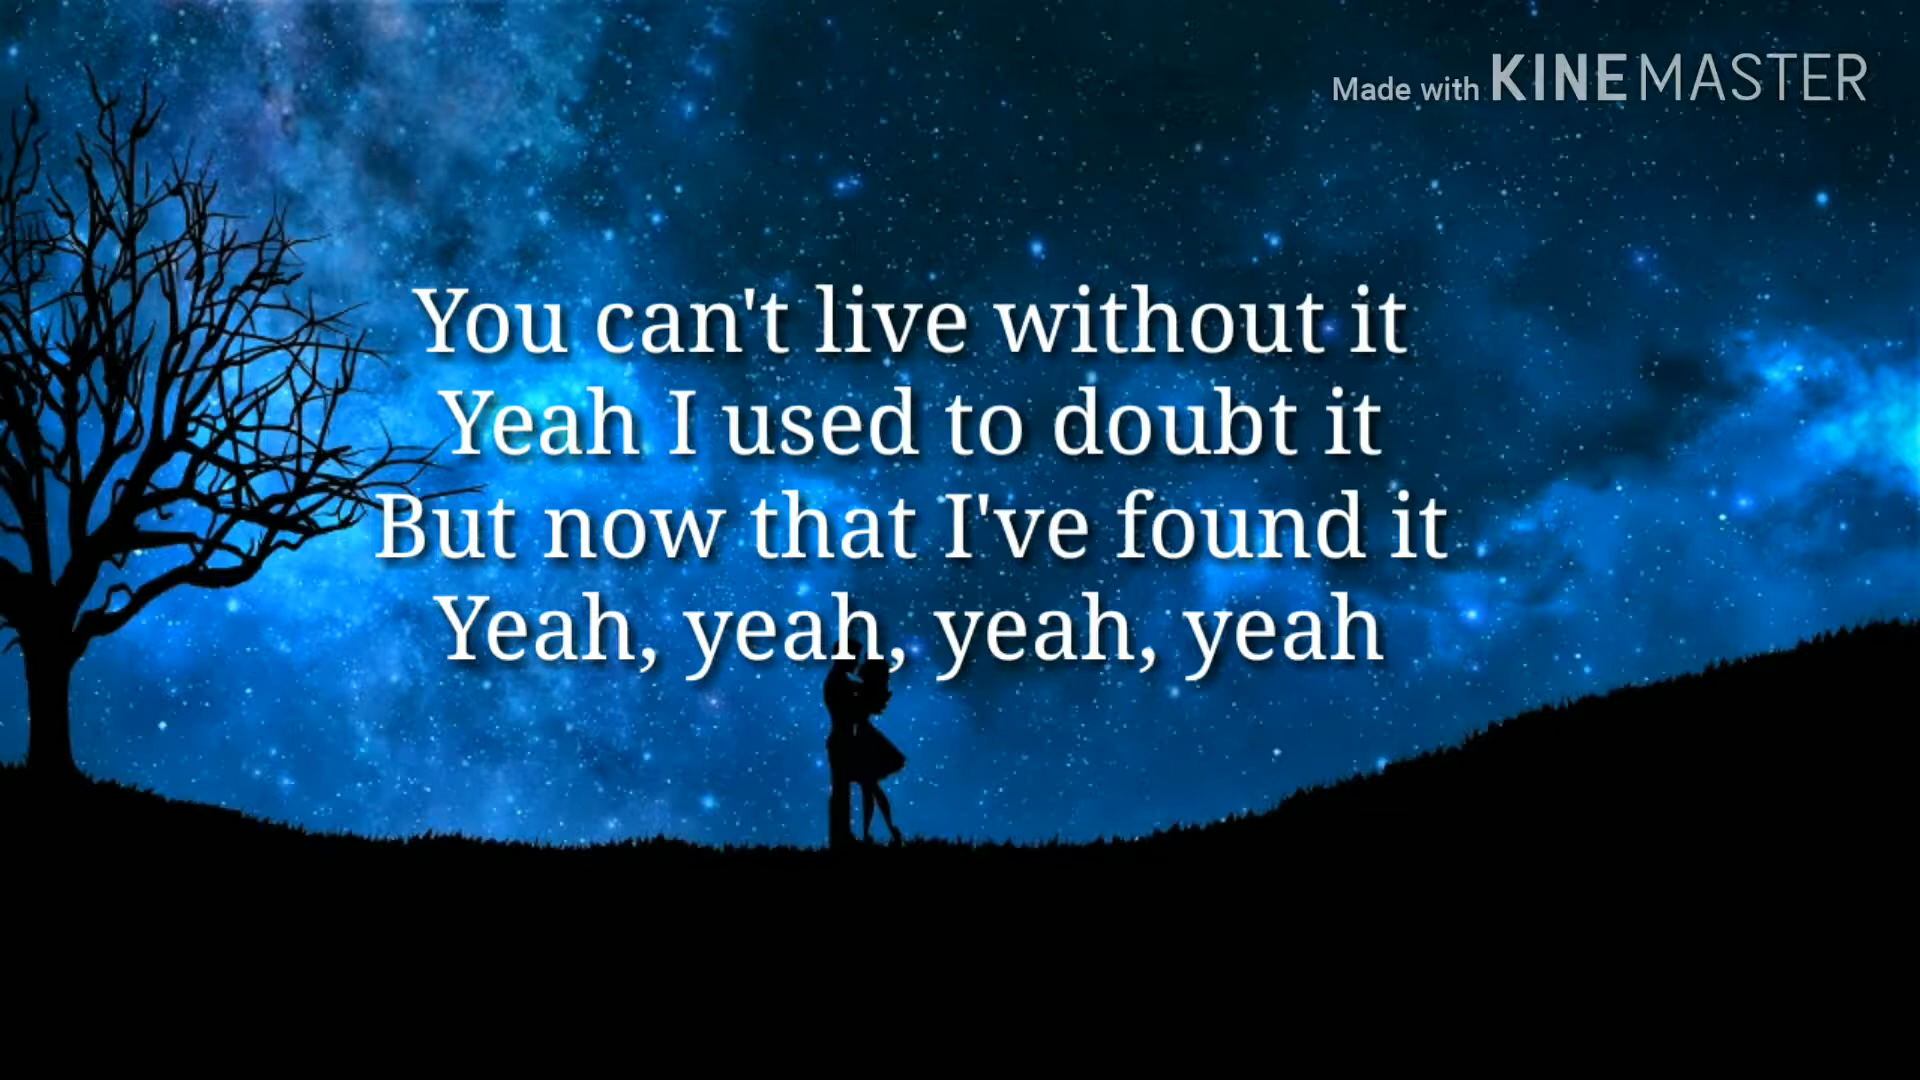 Made with KINEMASTER
You can't live without it
Yeah I used to doubt it
But now that I've found it
Yeah, yeah, yeah, yeah